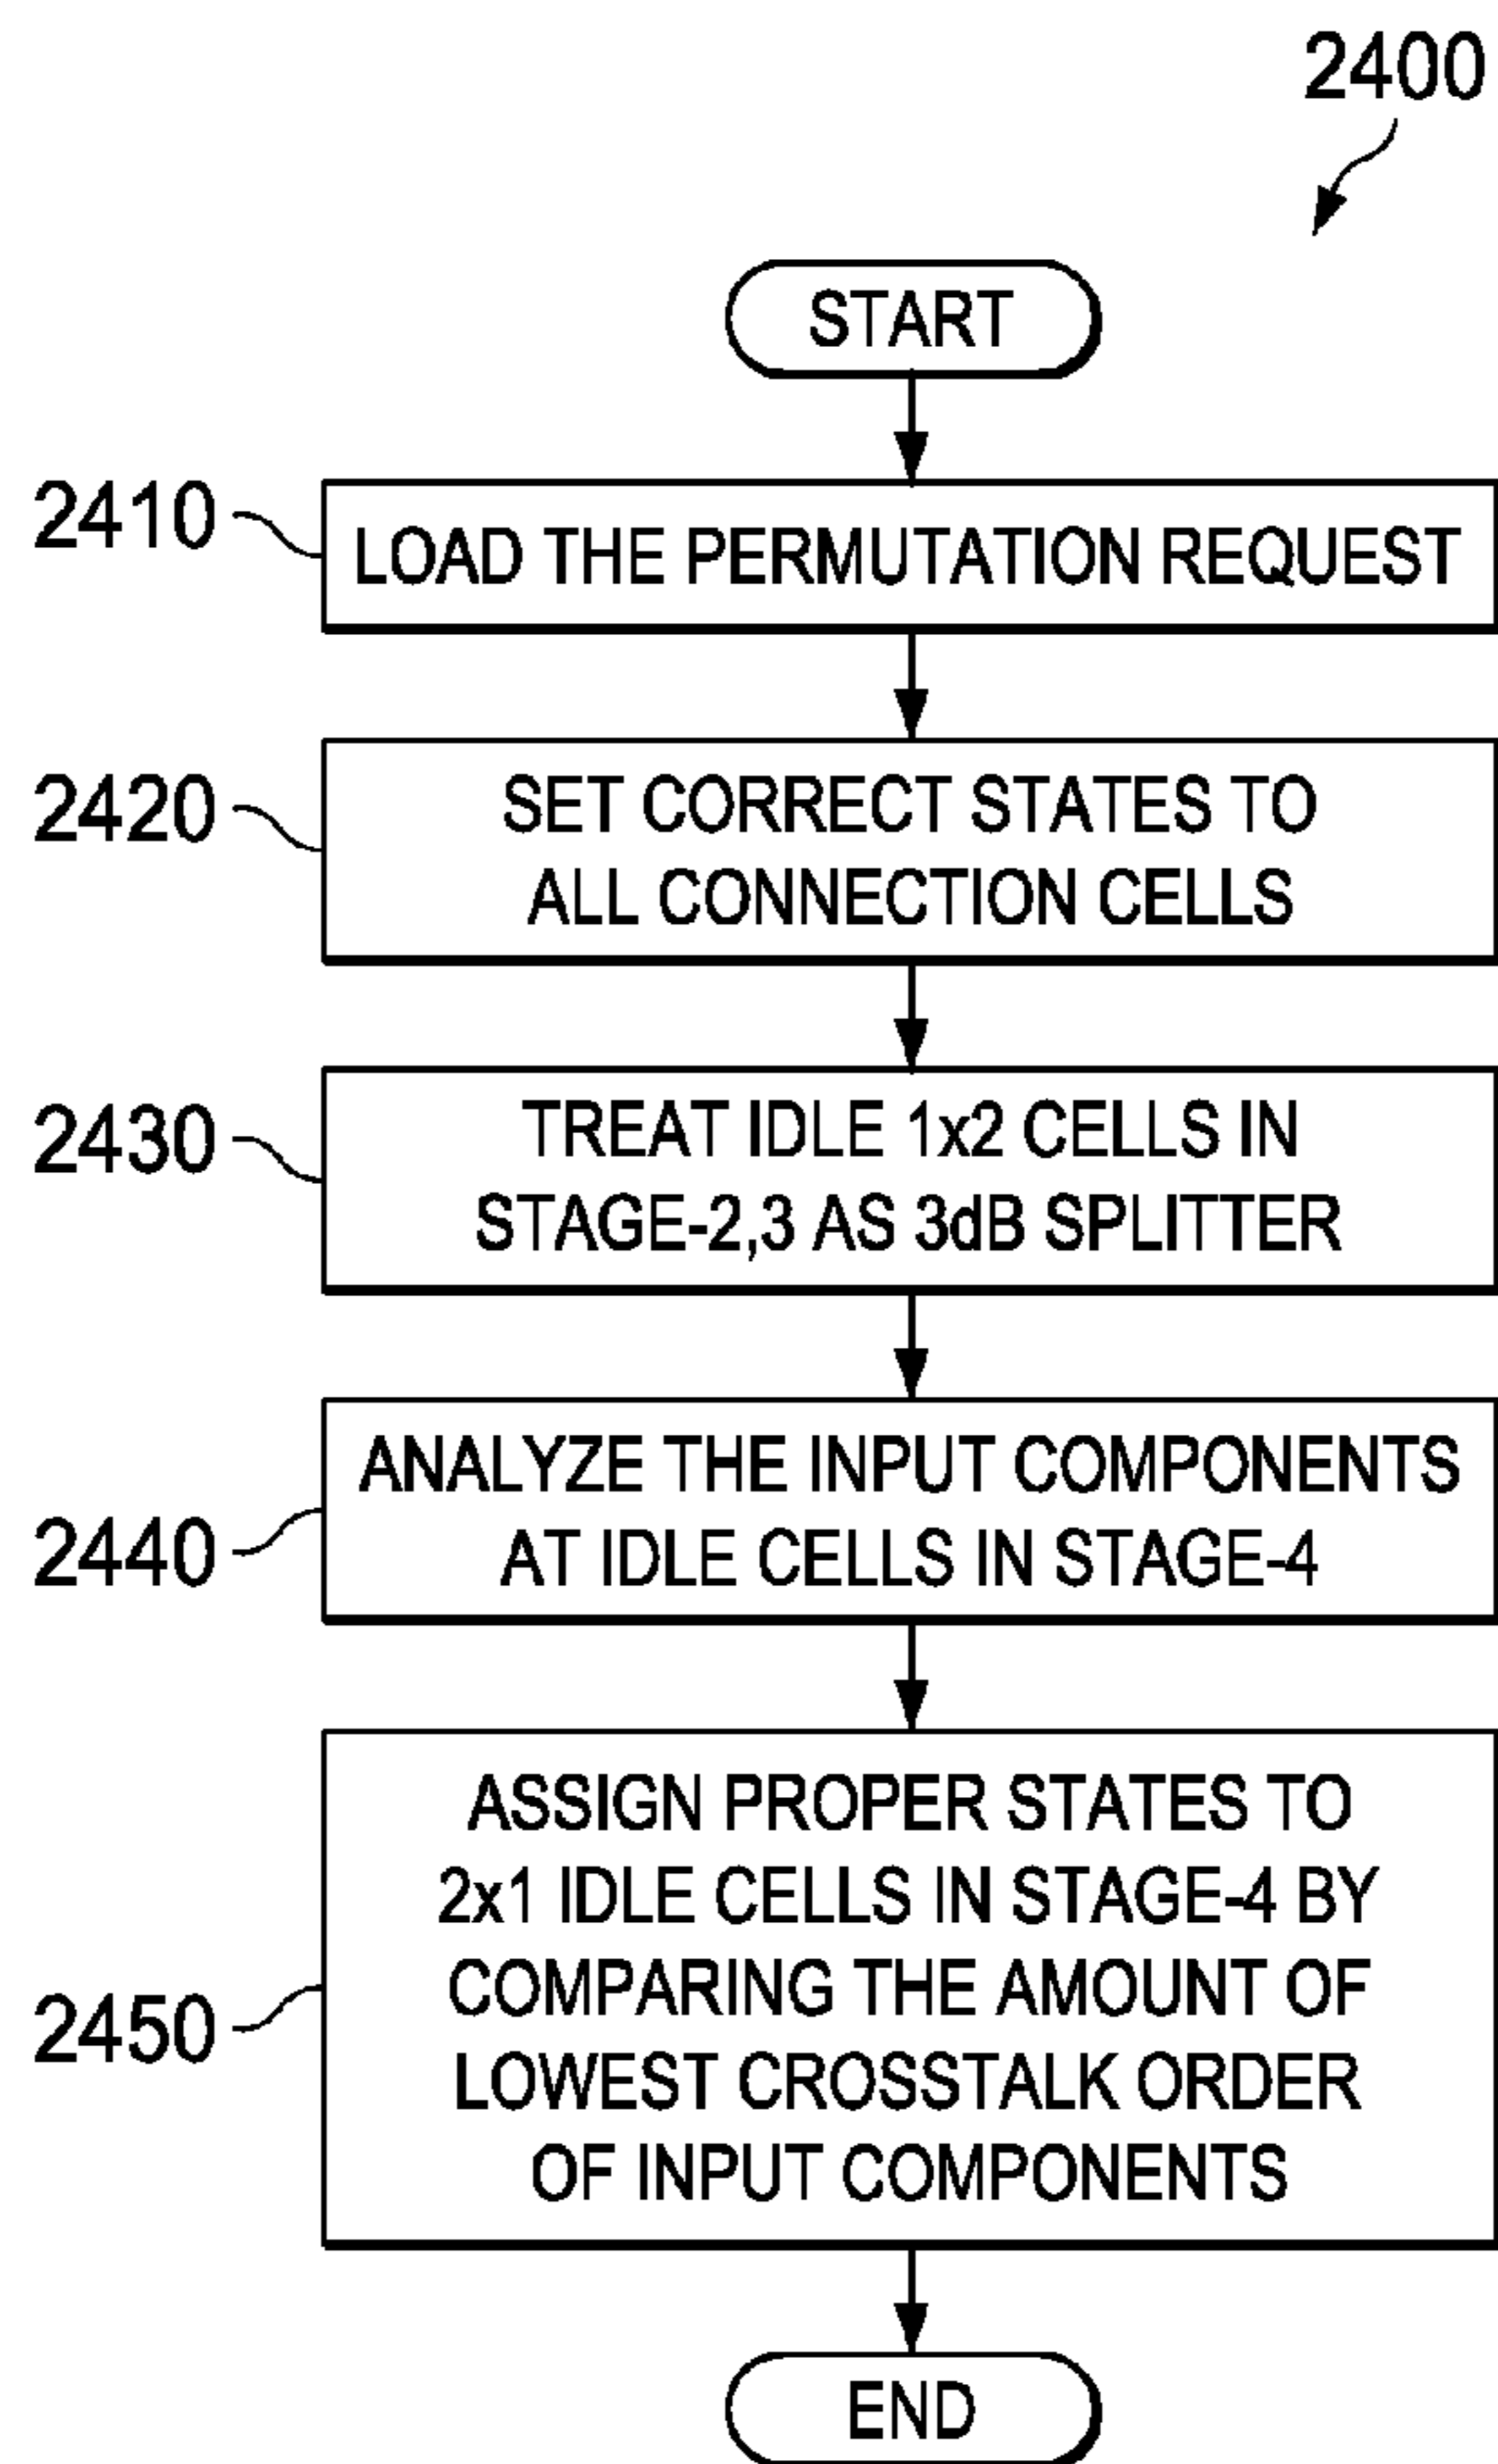 2400
START
2410
LOAD THE PERMUTATION REQUEST
2420
SET CORRECT STATES TO
ALL CONNECTION CELLS
2430
TREAT IDLE 1x2 CELLS IN
STAGE-2,3 AS 3dB SPLITTER
2440
ANALYZE THE INPUT COMPONENTS
AT IDLE CELLS IN STAGE-4
2450
ASSIGN PROPER STATES TO
2x1 IDLE CELLS IN STAGE-4 BY
COMPARING THE AMOUNT OF
LOWEST CROSSTALK ORDER
OF INPUT COMPONENTS
END